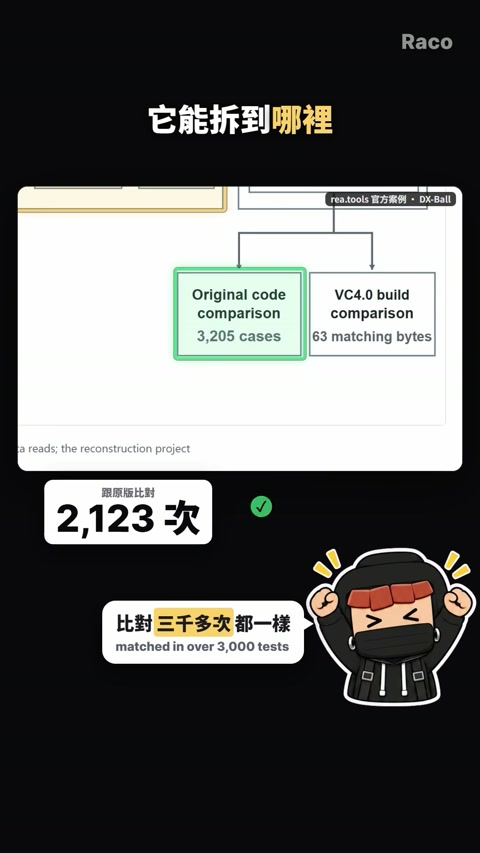 Raco
它能拆到哪裡
rea.tools 官方案例 • DX-Ball
Original code
comparison
3,205 cases
VC4.0 build
comparison
63 matching bytes
ta reads; the reconstruction project
跟原版比對
2,123 次
比對三千多次都一樣
matched in over 3,000 tests